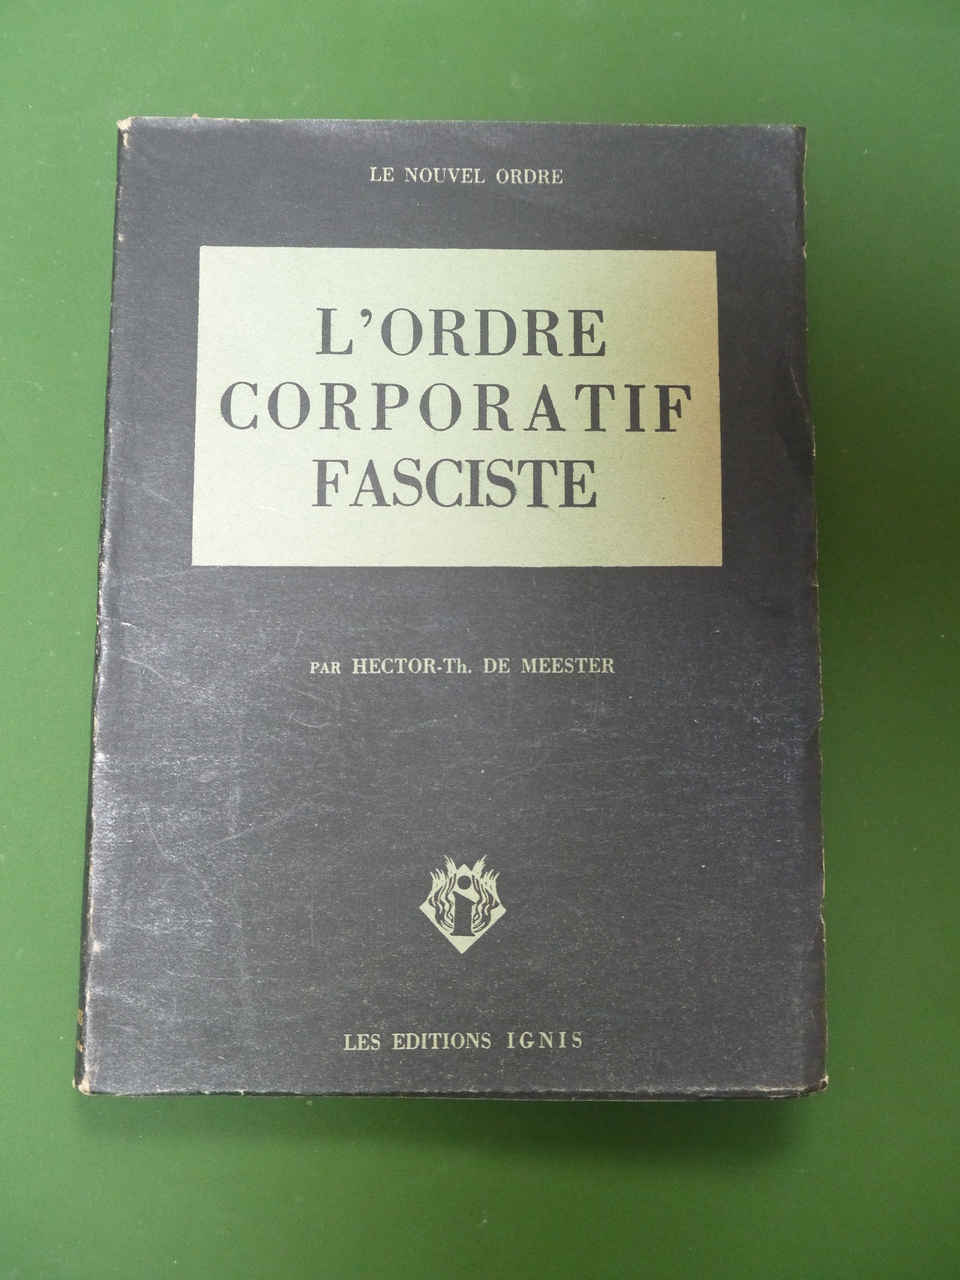 LE NOUVEL ORDRE
L'ORDRE
CORPORATIF
FASCISTE
PAR HECTOR-Th. DE MEESTER
i
LES EDITIONS IGNIS